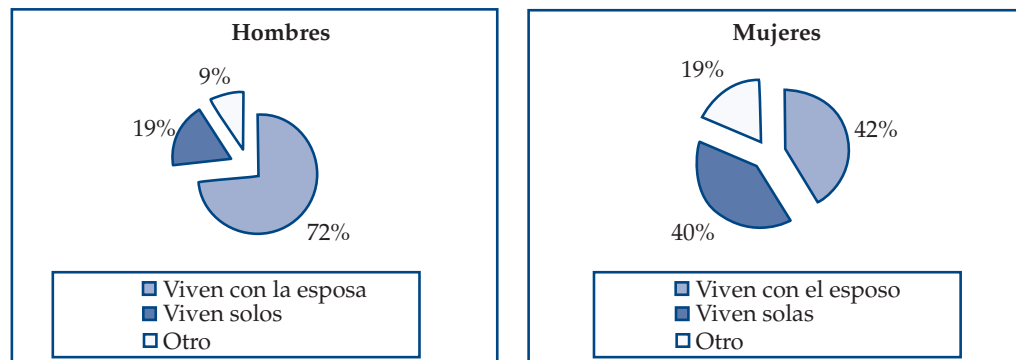 Hombres
9%
19%
72%
Viven con la esposa
Viven solos
Otro
Mujeres
19%
42%
40%
Viven con el esposo
Viven solas
Otro